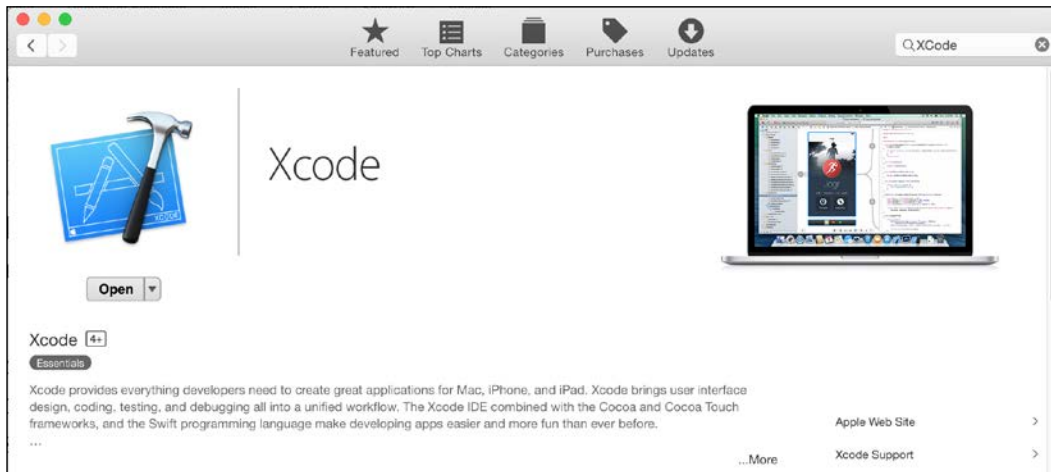 Featured
Top Charts
Categories
Purchases
Updates
XCode
Xcode
XCODE
Open
Xcode 4+
Essentials
Xcode provides everything developers need to create great applications for Mac, iPhone, and iPad. Xcode brings user interface
design, coding, testing, and debugging all into a unified workflow. The Xcode IDE combined with the Cocoa and Cocoa Touch
frameworks, and the Swift programming language make developing apps easier and more fun than ever before.
...
...More
Apple Web Site
Xcode Support